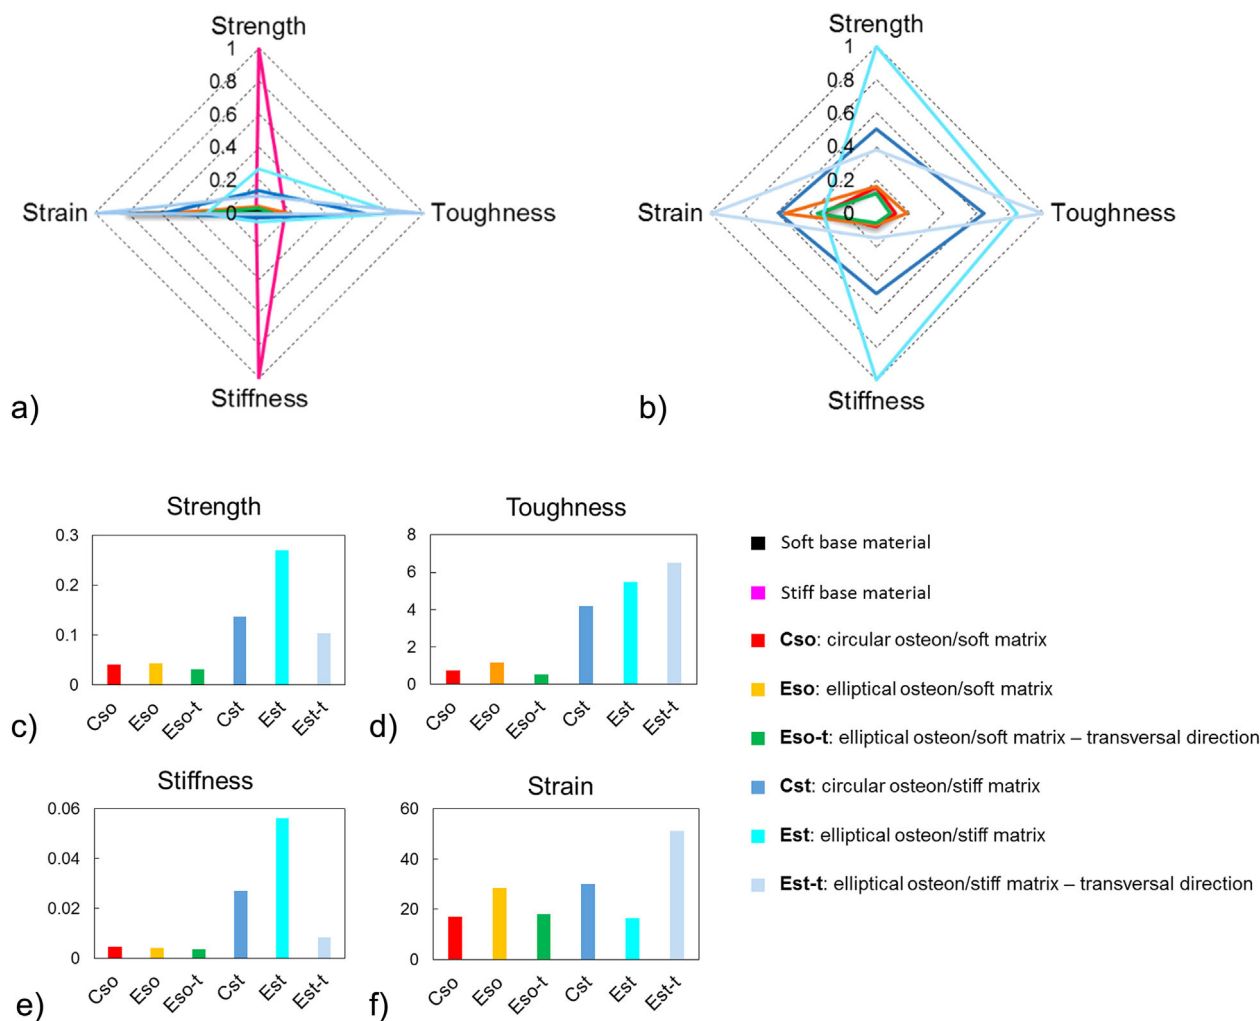 Strength
1
0.8
0.6
0.4
0.2
0
Strain
Toughness
Stiffness
a)
Strength
1
0.8
0.6
0.4
0.2
0
Strain
Toughness
Stiffness
b)
Strength
0.3
0.2
0.1
0
Cso
Eso
Eso-t
Cst
Est
Est-t
c)
Toughness
8
6
4
2
0
Cso
Eso
Eso-t
Cst
Est
Est-t
d)
Stiffness
0.06
0.04
0.02
0
Cso
Eso
Eso-t
Cst
Est
Est-t
e)
Strain
60
40
20
0
Cso
Eso
Eso-t
Cst
Est
Est-t
f)
Soft base material
Stiff base material
Cso: circular osteon/soft matrix
Eso: elliptical osteon/soft matrix
Eso-t: elliptical osteon/soft matrix – transversal direction
Cst: circular osteon/stiff matrix
Est: elliptical osteon/stiff matrix
Est-t: elliptical osteon/stiff matrix – transversal direction